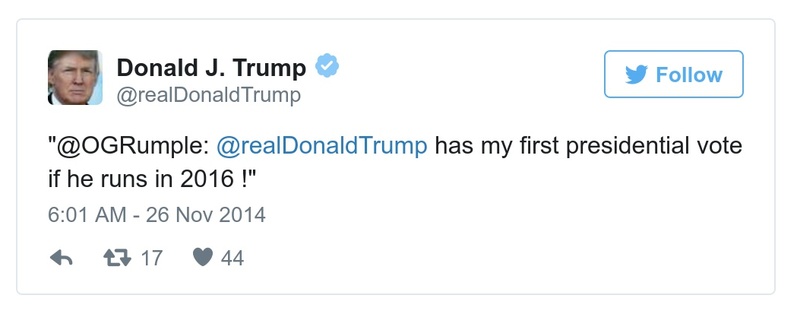 Donald J. Trump
@realDonaldTrump
Follow
"@OGRumple: @realDonaldTrump has my first presidential vote
if he runs in 2016 !"
6:01 AM - 26 Nov 2014
17 44